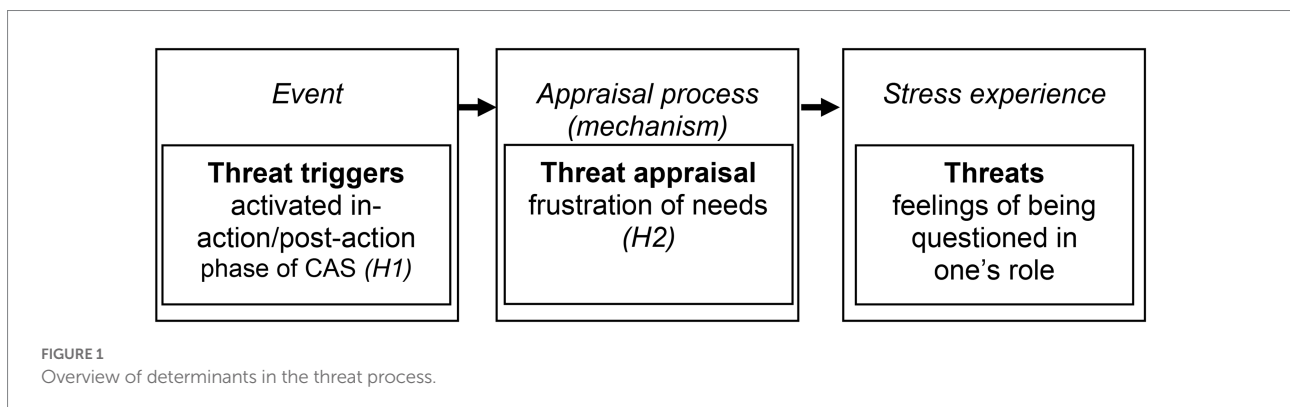 Event
Threat triggers
activated in-
action/post-action
phase of CAS (H1)
Appraisal process
(mechanism)
Threat appraisal
frustration of needs
(H2)
Stress experience
Threats
feelings of being
questioned in
one's role
FIGURE 1
Overview of determinants in the threat process.